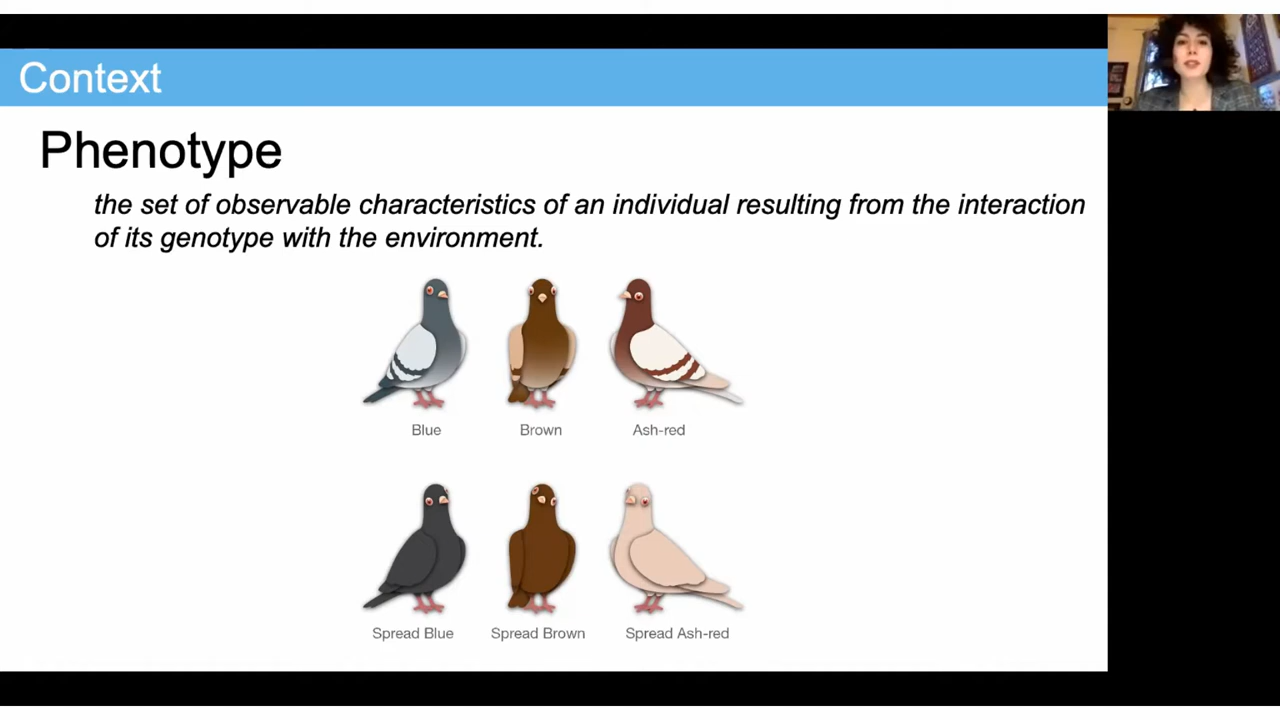 Context
Phenotype
the set of observable characteristics of an individual resulting from the interaction
of its genotype with the environment.
Blue Brown Ash-red
Spread Blue Spread Brown Spread Ash-red